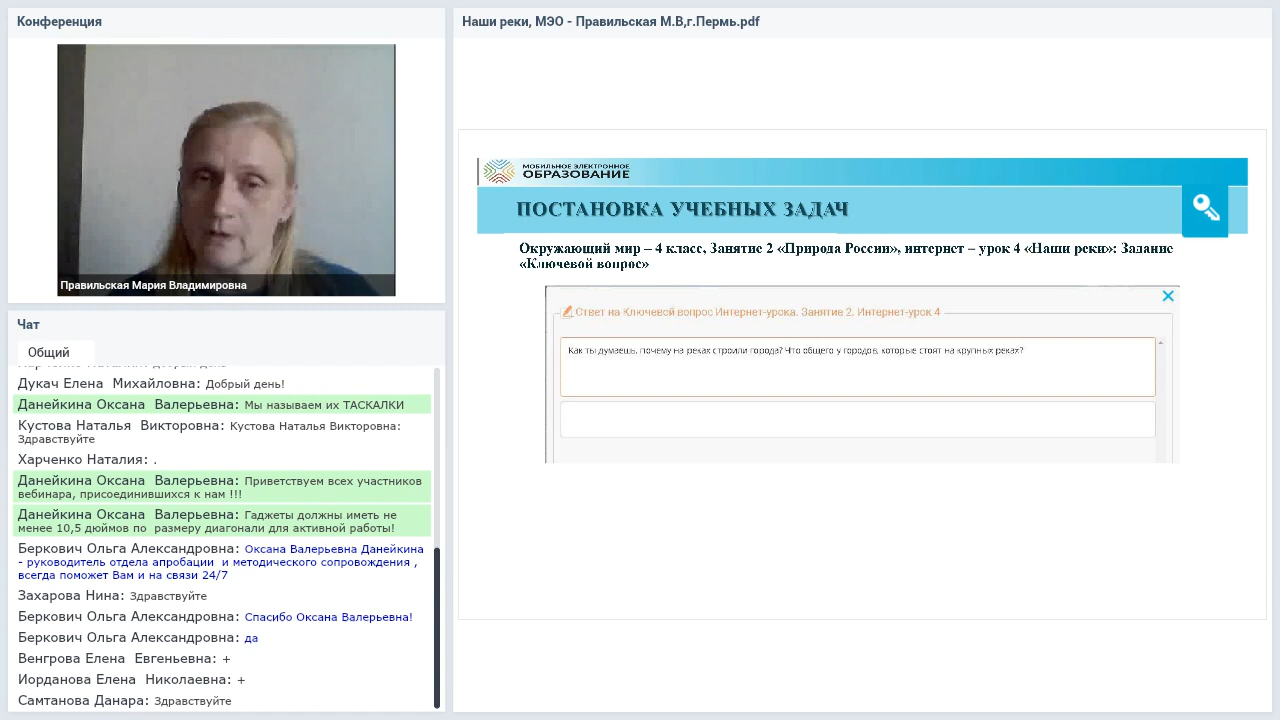 Конференция
Правильская Мария Владимировна
Чат
Общий
Дукач Елена Михайловна: Добрый день!
Данейкина Оксана Валерьевна: Мы называем их ТАСКАЛКИ
Кустова Наталья Викторовна: Кустова Наталья Викторовна:
Здравствуйте
Харченко Наталия: .
Данейкина Оксана Валерьевна: Приветствуем всех участников
вебинара, присоединившихся к нам !!!
Данейкина Оксана Валерьевна: Гаджеты должны иметь не
менее 10,5 дюймов по размеру диагонали для активной работы!
Беркович Ольга Александровна: Оксана Валерьевна Данейкина
- руководитель отдела апробации и методического сопровождения ,
всегда поможет Вам и на связи 24/7
Захарова Нина: Здравствуйте
Беркович Ольга Александровна: Спасибо Оксана Валерьевна!
Беркович Ольга Александровна: да
Венгрова Елена Евгеньевна: +
Иорданова Елена Николаевна: +
Самтанова Данара: Здравствуйте
Наши реки, МЭО - Правильская М.В,г.Пермь.pdf
МОБИЛЬНОЕ ЭЛЕКТРОННОЕ
ОБРАЗОВАНИЕ
ПОСТАНОВКА УЧЕБНЫХ ЗАДАЧ
Окружающий мир – 4 класс, Занятие 2 «Природа России», интернет – урок 4 «Наши реки»: Задание
«Ключевой вопрос»
Ответ на Ключевой вопрос Интернет-урока. Занятие 2. Интернет-урок 4
Как ты думаешь, почему на реках строили города? Что общего у городов, которые стоят на крупных реках?